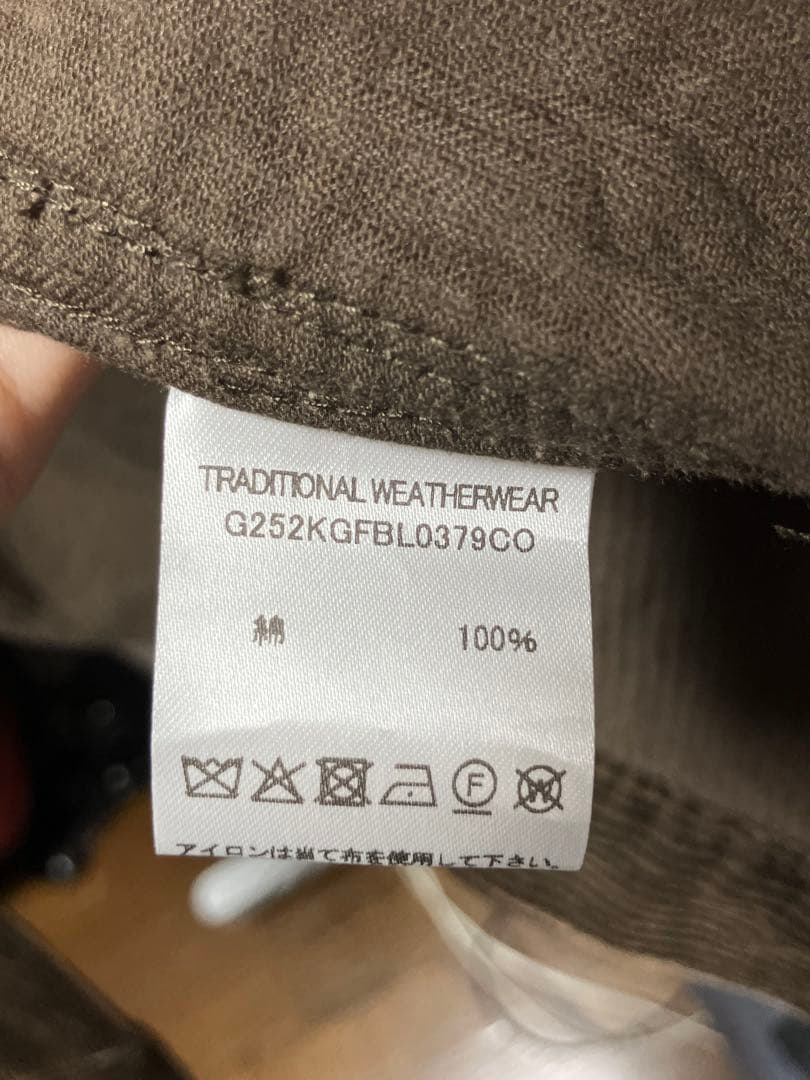 TRADITIONAL WEATHERWEAR
G252KGFBL0379CO
綿 100%
F W
アイロンは当て布を使用して下さい。